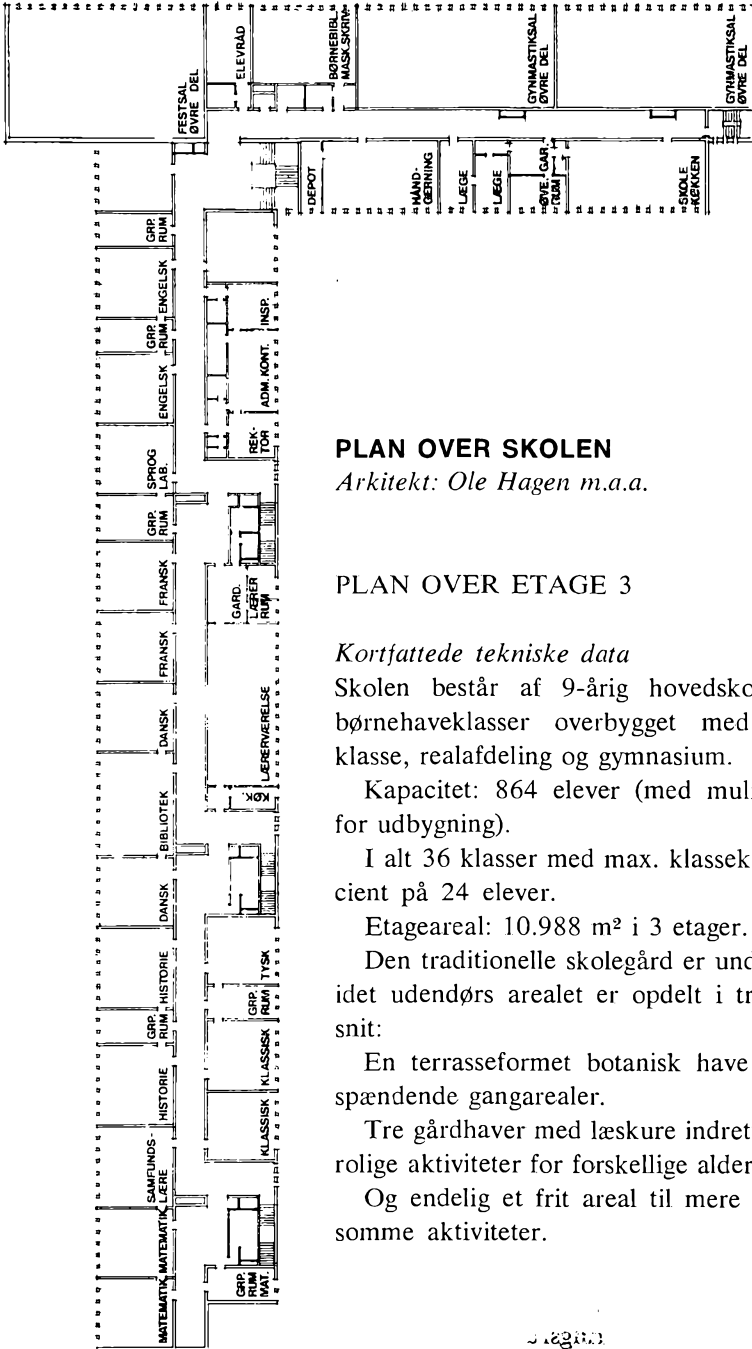 FESTSAL
ØVRE DEL
ELEVRÅD
BØRNEBIBL.
MASK.SKRIV.
GYMNASTIKSAL
ØVRE DEL
GYMNASTIKSAL
ØVRE DEL
DEPOT
HÅND-
GERNING
LÆGE
LÆGE
ØVE.
RUM
GAR.
SKOLE
KØKKEN
GRP.
RUM
ENGELSK
GRP.
RUM
ENGELSK
SPROG
LAB.
GRP.
RUM
FRANSK
FRANSK
DANSK
BIBLIOTEK
DANSK
HISTORIE
GRP.
RUM
HISTORIE
SAMFUNDS-
LÆRE
MATEMATIK
MATEMATIK
INSP.
ADM.KONT.
REK-
TOR
GARD.
LÆRER
RUM
LÆRERVÆRELSE
KØK.
TYSK
GRP.
RUM
KLASSISK
KLASSISK
GRP.
RUM
MAT.
PLAN OVER SKOLEN
Arkitekt: Ole Hagen m.a.a.
PLAN OVER ETAGE 3
Kortfattede tekniske data
Skolen består af 9-årig hovedsko
børnehaveklasser overbygget med
klasse, realafdeling og gymnasium.
Kapacitet: 864 elever (med mul
for udbygning).
I alt 36 klasser med max. klassek
cient på 24 elever.
Etageareal: 10.988 m² i 3 etager.
Den traditionelle skolegård er und
idet udendørs arealet er opdelt i tr
snit:
En terrasseformet botanisk have
spændende gangarealer.
Tre gårdhaver med læskure indret
rolige aktiviteter for forskellige alder
Og endelig et frit areal til mere
somme aktiviteter.